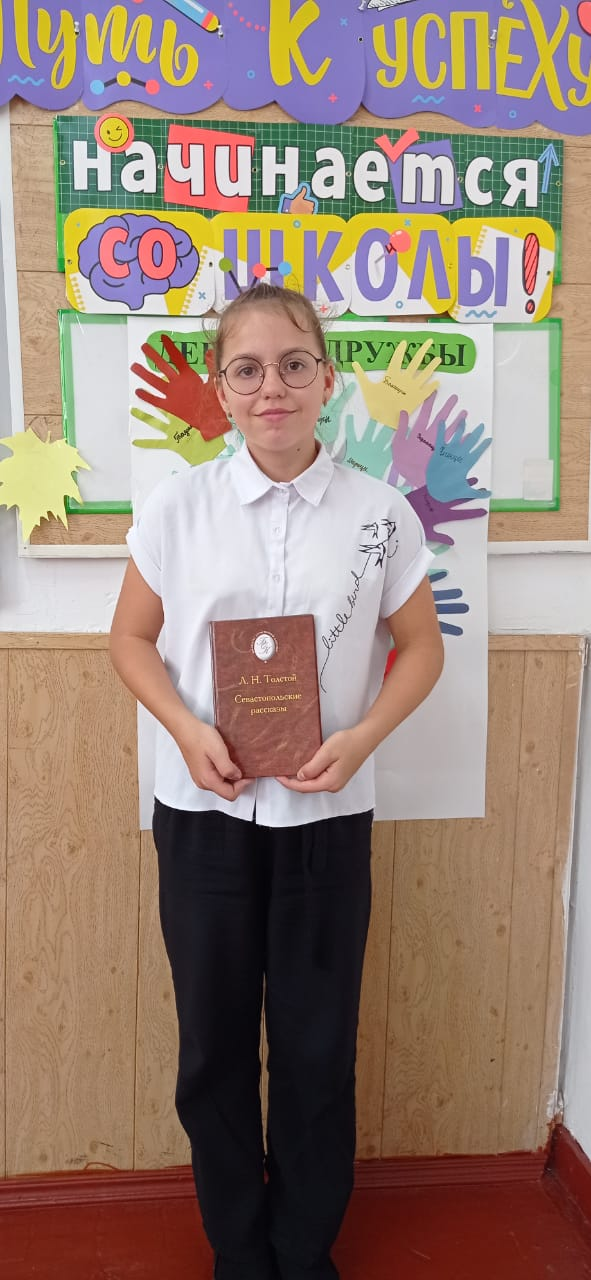 Путь к успеху
начинается
со школы!
ДРУЖБЫ
little bird
Л. Н. Толстой
Севастопольские
рассказы